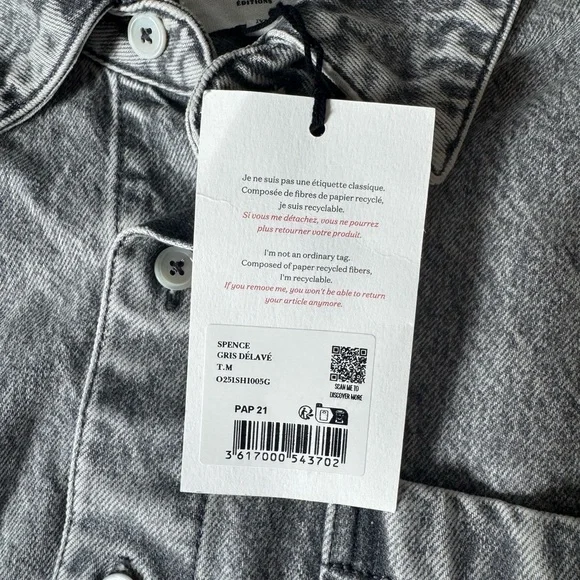 ÉDITIONS
Je ne suis pas une étiquette classique.
Composée de fibres de papier recyclé,
je suis recyclable.
Si vous me détachez, vous ne pourrez
plus retourner votre produit.
I'm not an ordinary tag.
Composed of paper recycled fibers,
I'm recyclable.
If you remove me, you won't be able to return
your article anymore.
SPENCE
GRIS DÉLAVÉ
T.M
O251SHI005G
SCAN ME TO
DISCOVER MORE
PAP 21
3 617000 543702